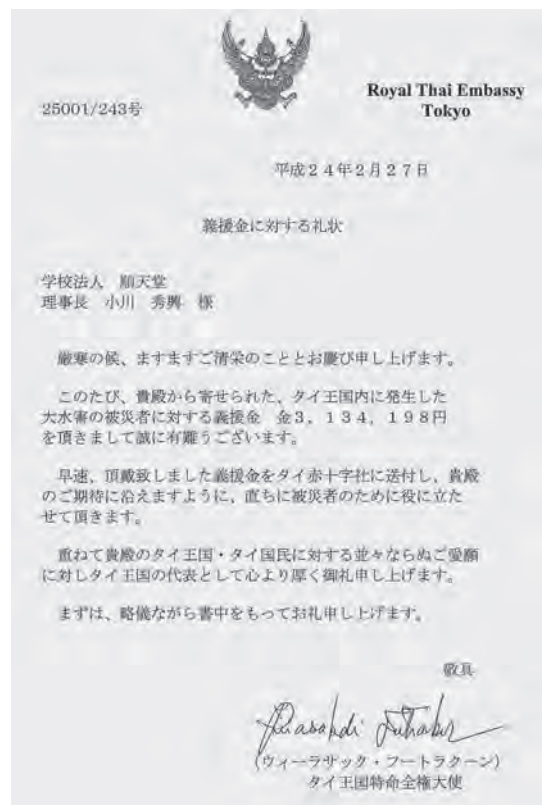 Royal Thai Embassy
Tokyo
25001/243号
平成24年2月27日
義援金に対する礼状
学校法人 順天堂
理事長 小川 秀興 様
厳寒の候、ますますご清栄のこととお慶び申し上げます。
このたび、貴殿から寄せられた、タイ王国内に発生した
大水害の被災者に対する義援金 金3,134,198円
を頂きまして誠に有難うございます。
早速、頂戴致しました義援金をタイ赤十字社に送付し、貴殿
のご期待に沿えますように、直ちに被災者のために役に立た
せて頂きます。
重ねて貴殿のタイ王国・タイ国民に対する並々ならぬご愛顧
に対しタイ王国の代表として心より厚く御礼申し上げます。
まずは、略儀ながら書中をもってお礼申し上げます。
敬具
(ウィーラサック・フートラクーン)
タイ王国特命全権大使